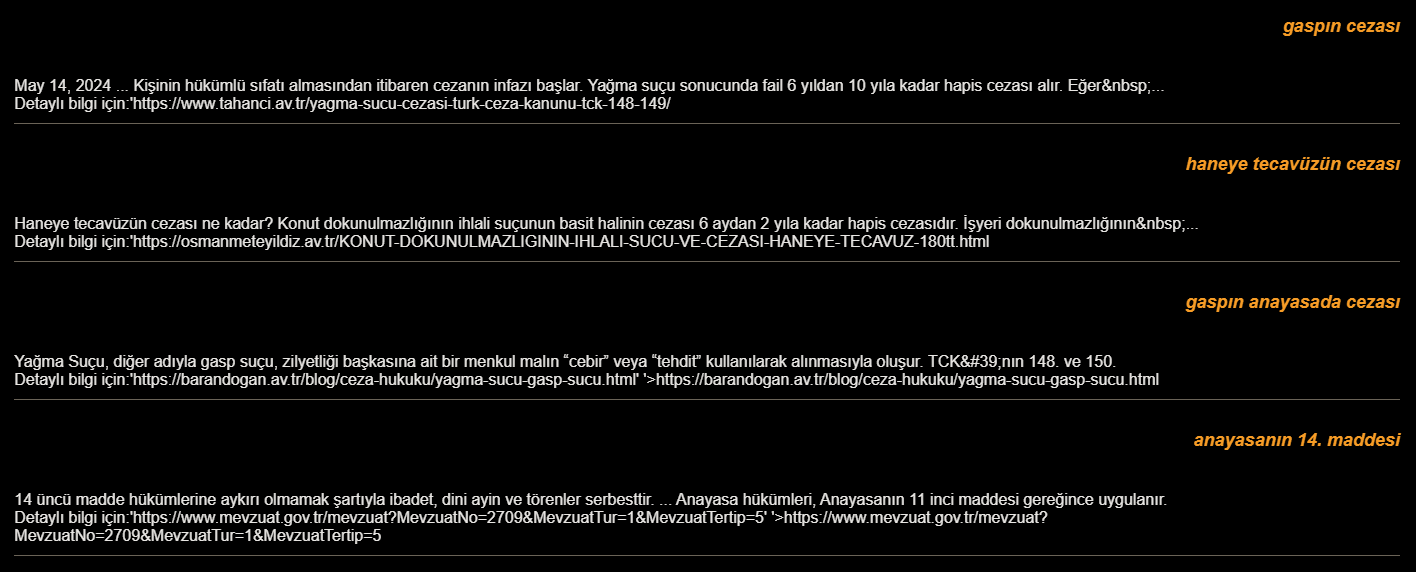 gaspın cezası
May 14, 2024 ... Kişinin hükümlü sıfatı almasından itibaren cezanın infazı başlar. Yağma suçu sonucunda fail 6 yıldan 10 yıla kadar hapis cezası alır. Eğer&nbsp;...
Detaylı bilgi için:'https://www.tahanci.av.tr/yagma-sucu-cezasi-turk-ceza-kanunu-tck-148-149/
haneye tecavüzün cezası
Haneye tecavüzün cezası ne kadar? Konut dokunulmazlığının ihlali suçunun basit halinin cezası 6 aydan 2 yıla kadar hapis cezasıdır. İşyeri dokunulmazlığının&nbsp;...
Detaylı bilgi için:'https://osmanmeteyildiz.av.tr/KONUT-DOKUNULMAZLIGININ-IHLALI-SUCU-VE-CEZASI-HANEYE-TECAVUZ-180tt.html
gaspın anayasada cezası
Yağma Suçu, diğer adıyla gasp suçu, zilyetliği başkasına ait bir menkul malın “cebir” veya “tehdit” kullanılarak alınmasıyla oluşur. TCK&#39;nın 148. ve 150.
Detaylı bilgi için:'https://barandogan.av.tr/blog/ceza-hukuku/yagma-sucu-gasp-sucu.html' '>https://barandogan.av.tr/blog/ceza-hukuku/yagma-sucu-gasp-sucu.html
anayasanın 14. maddesi
14 üncü madde hükümlerine aykırı olmamak şartıyla ibadet, dini ayin ve törenler serbesttir. ... Anayasa hükümleri, Anayasanın 11 inci maddesi gereğince uygulanır.
Detaylı bilgi için:'https://www.mevzuat.gov.tr/mevzuat?MevzuatNo=2709&MevzuatTur=1&MevzuatTertip=5' '>https://www.mevzuat.gov.tr/mevzuat?
MevzuatNo=2709&MevzuatTur=1&MevzuatTertip=5